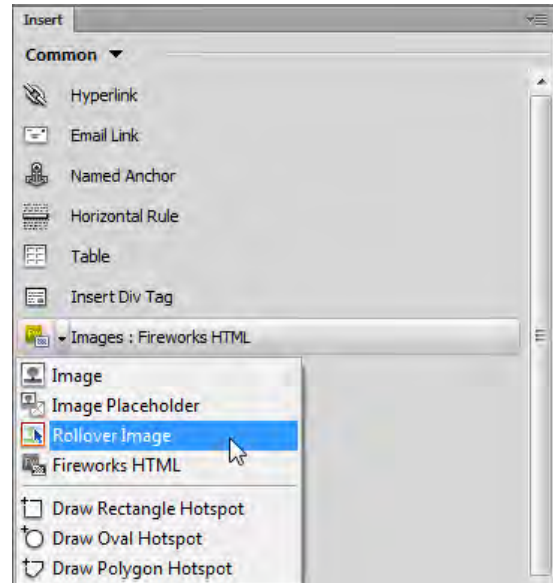 Insert
Common
Hyperlink
Email Link
Named Anchor
Horizontal Rule
Table
Insert Div Tag
Images : Fireworks HTML
Image
Image Placeholder
Rollover Image
Fireworks HTML
Draw Rectangle Hotspot
Draw Oval Hotspot
Draw Polygon Hotspot